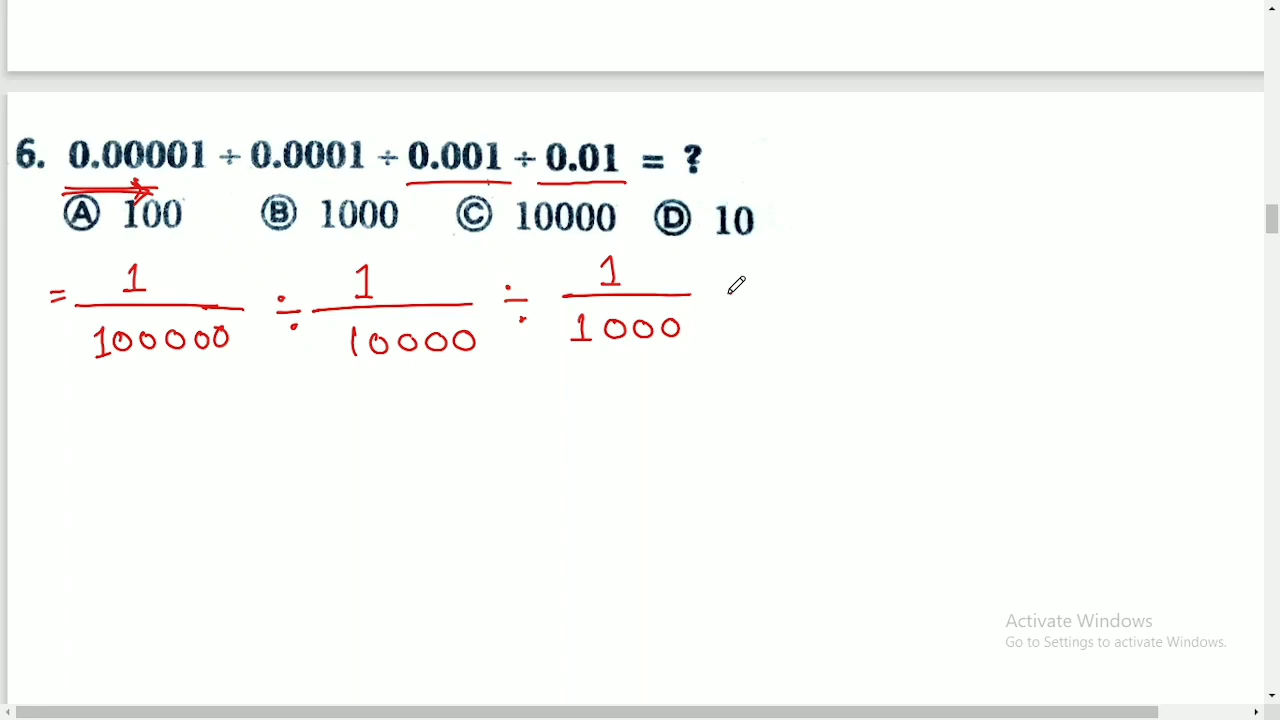 6. 0.00001 ÷ 0.0001 ÷ 0.001 ÷ 0.01 = ?
Ⓐ 100 Ⓑ 1000 Ⓒ 10000 Ⓓ 10
= 1/100000 ÷ 1/10000 ÷ 1/1000
Activate Windows
Go to Settings to activate Windows.